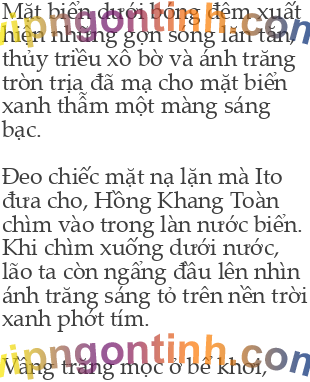 Mặt biển dưới bóng đêm xuất
hiện những gợn sóng lăn tăn,
thủy triều xô bờ và ánh trăng
tròn trịa đã mạ cho mặt biển
xanh thẫm một màng sáng
bạc.
Đeo chiếc mặt nạ lặn mà Ito
đưa cho, Hồng Khang Toàn
chìm vào trong làn nước biển.
Khi chìm xuống dưới nước,
lão ta còn ngẩng đầu lên nhìn
ánh trăng sáng tỏ trên nền trời
xanh phớt tím.
vipngontinh.com
Vầng trăng mọc ở bể khơi,